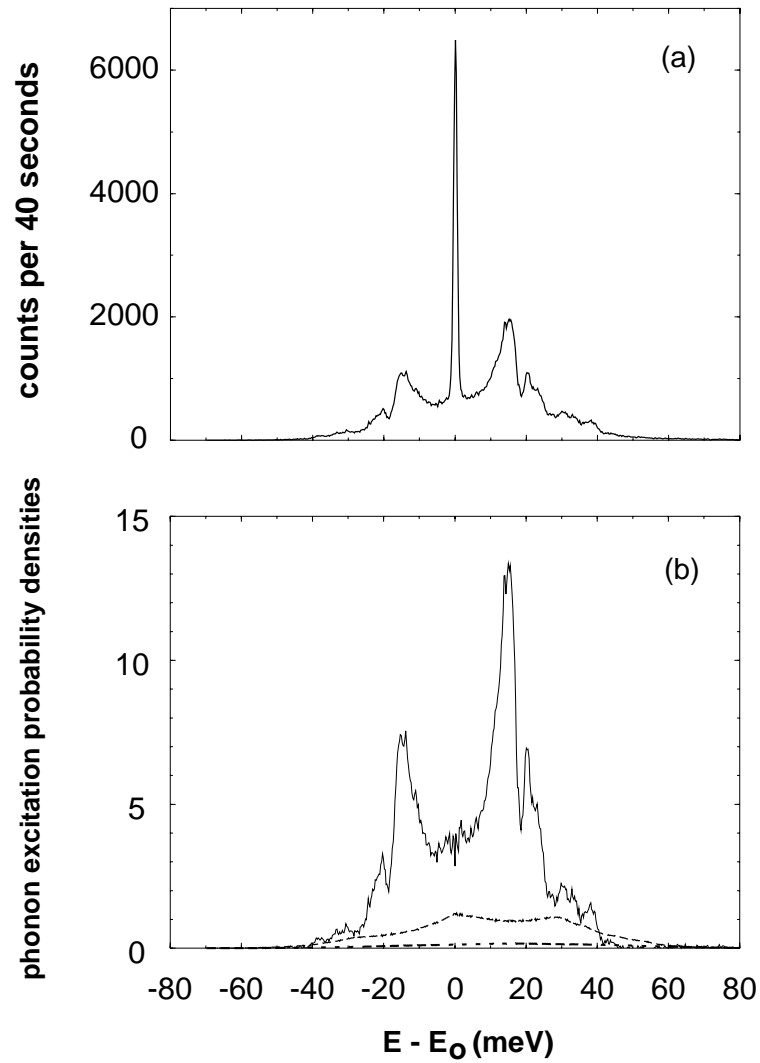 (a)
counts per 40 seconds
6000
4000
2000
0
(b)
phonon excitation probability densities
15
10
5
0
-80 -60 -40 -20 0 20 40 60 80
E - Eo (meV)